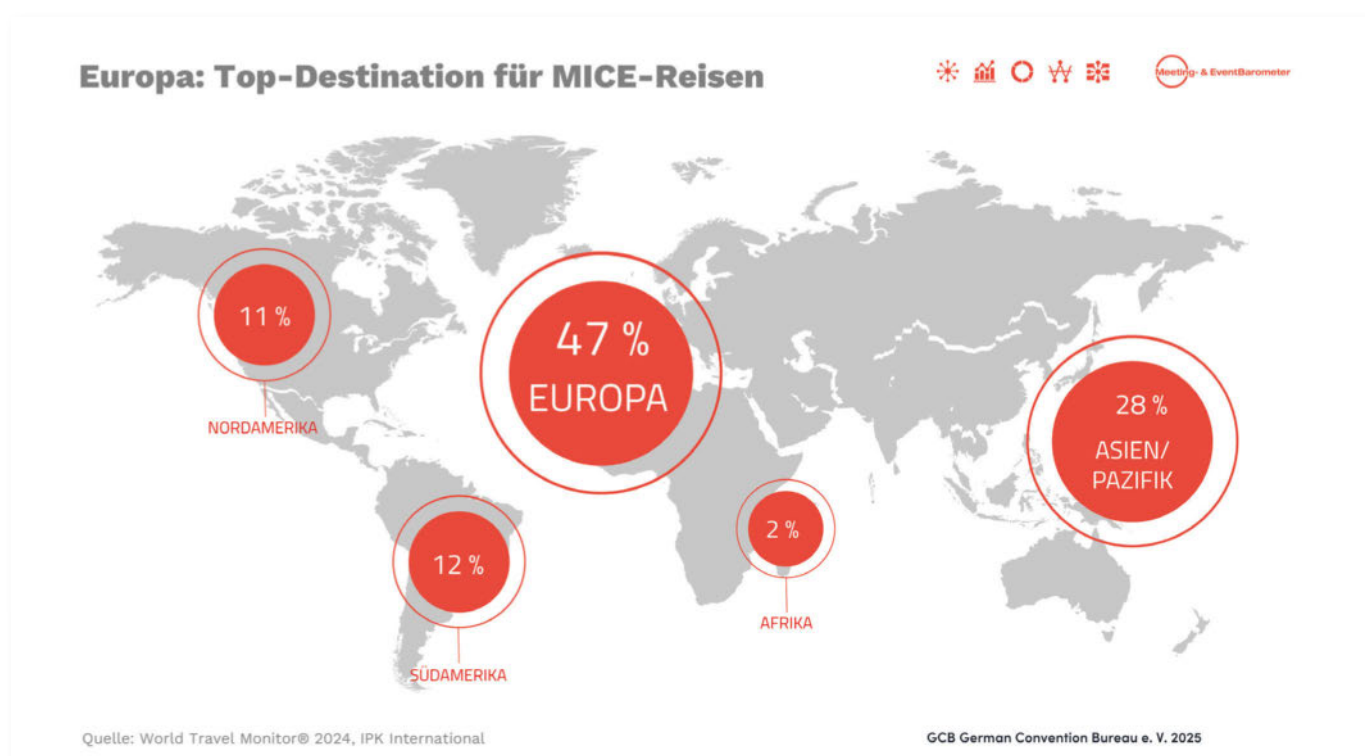 Europa: Top-Destination für MICE-Reisen
Meeting- & EventBarometer
11 %
NORDAMERIKA
47 %
EUROPA
28 %
ASIEN/
PAZIFIK
12 %
SÜDAMERIKA
2 %
AFRIKA
Quelle: World Travel Monitor® 2024, IPK International
GCB German Convention Bureau e. V. 2025